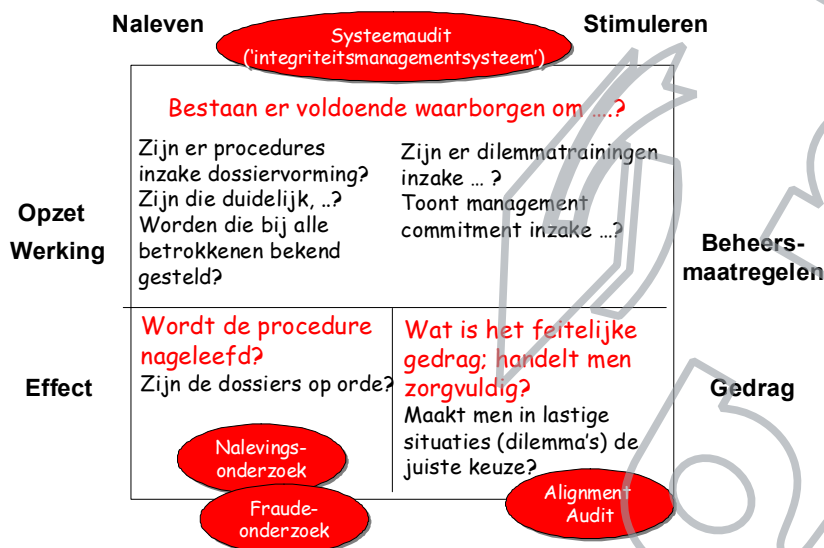 Naleven
Systeemaudit
('integriteitsmanagementsysteem')
Stimuleren
Bestaan er voldoende waarborgen om ....?
Zijn er procedures
inzake dossiervorming?
Zijn die duidelijk, ..?
Worden die bij alle
betrokkenen bekend
gesteld?
Zijn er dilemmatrainingen
inzake ... ?
Toont management
commitment inzake ...?
Opzet
Werking
Beheers-
maatregelen
Wordt de procedure
nageleefd?
Zijn de dossiers op orde?
Wat is het feitelijke
gedrag; handelt men
zorgvuldig?
Maakt men in lastige
situaties (dilemma's) de
juiste keuze?
Effect
Gedrag
Nalevings-
onderzoek
Fraude-
onderzoek
Alignment
Audit